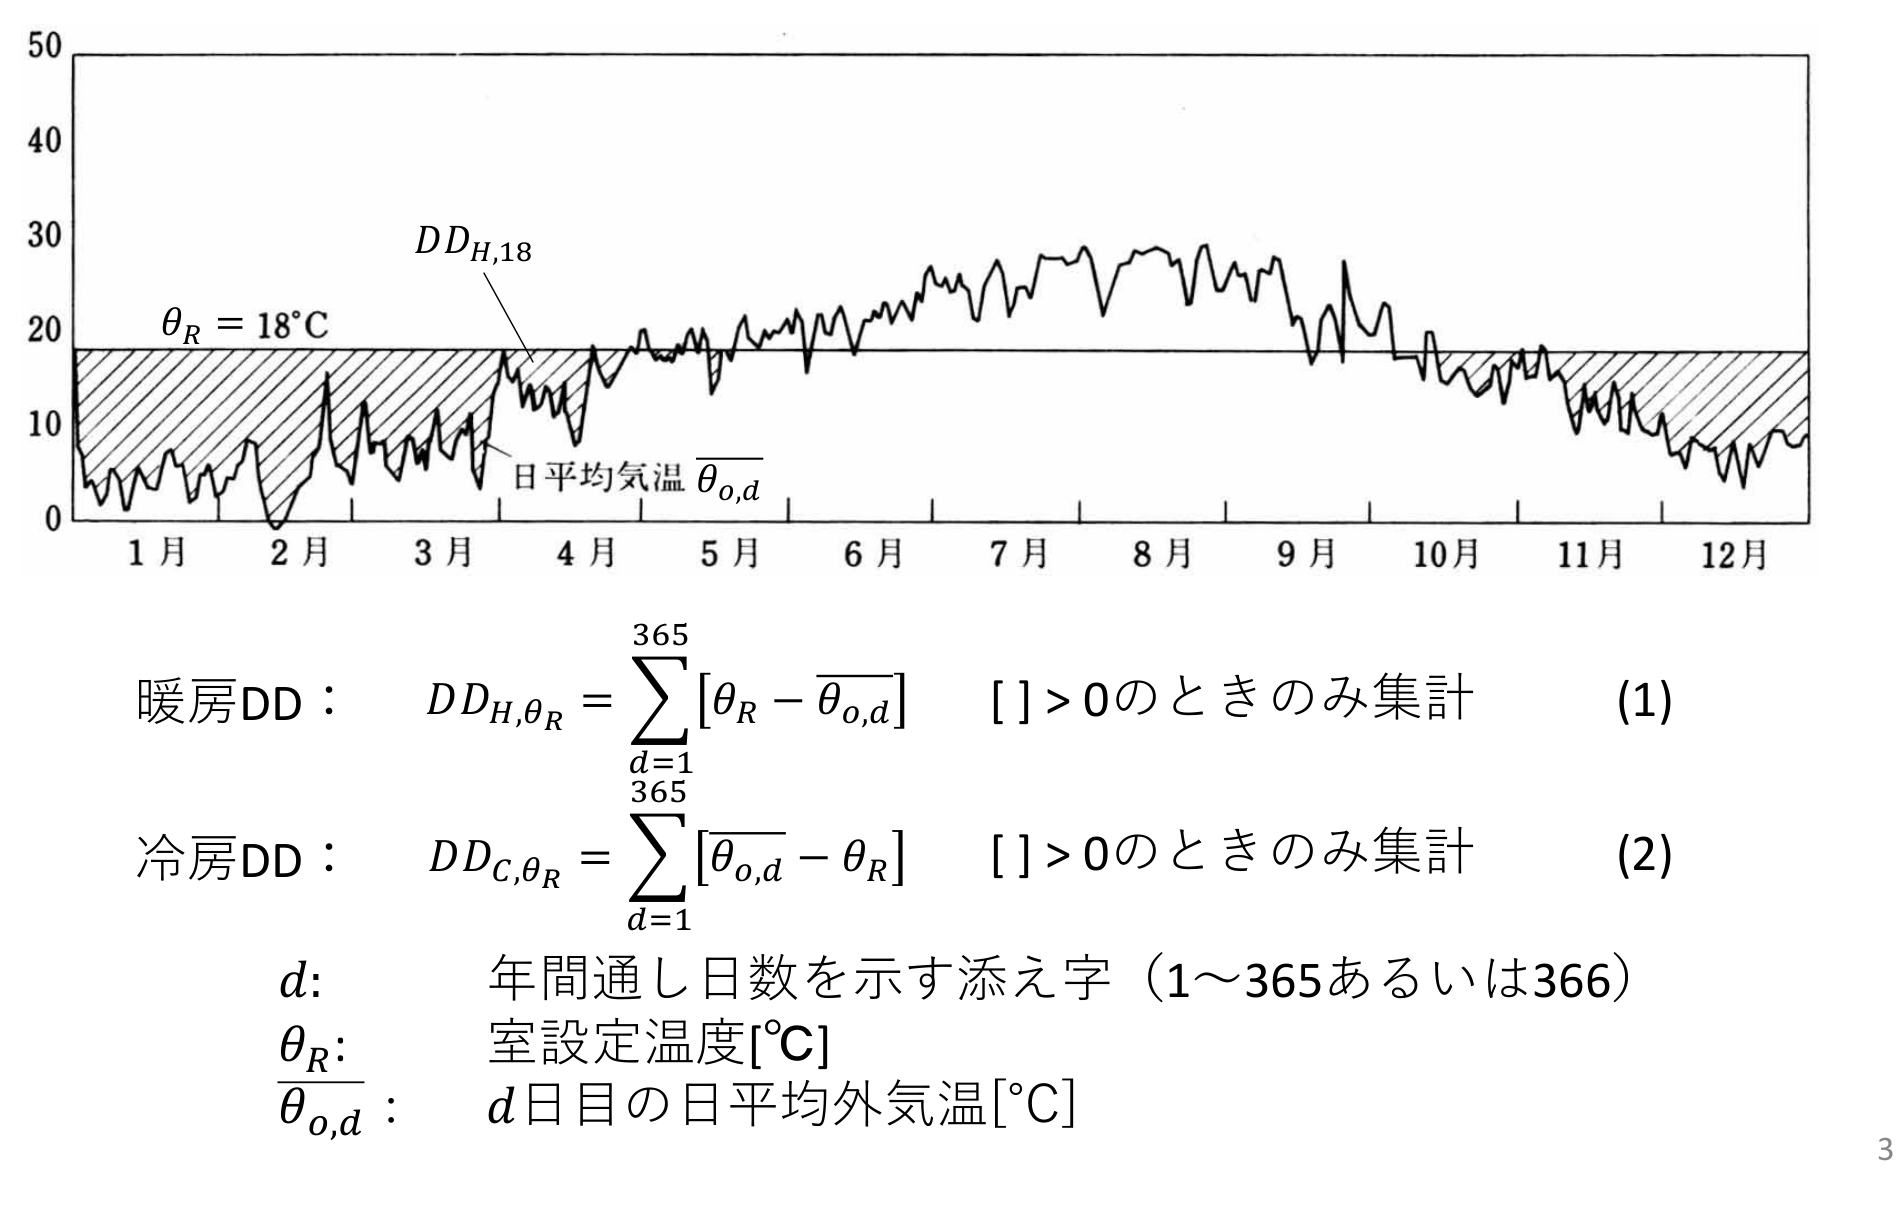 50
40
30
20
10
0
DD_{H,18}
θ_R = 18°C
日平均気温 \overline{θ_{o,d}}
1月 2月 3月 4月 5月 6月 7月 8月 9月 10月 11月 12月
暖房DD： DD_{H,θ_R} = \sum_{d=1}^{365} [θ_R − \overline{θ_{o,d}}] [ ] > 0のときのみ集計 (1)
冷房DD： DD_{C,θ_R} = \sum_{d=1}^{365} [\overline{θ_{o,d}} − θ_R] [ ] > 0のときのみ集計 (2)
d: 年間通し日数を示す添え字（1～365あるいは366）
θ_R: 室設定温度[℃]
\overline{θ_{o,d}} : d日目の日平均外気温[°C]
3